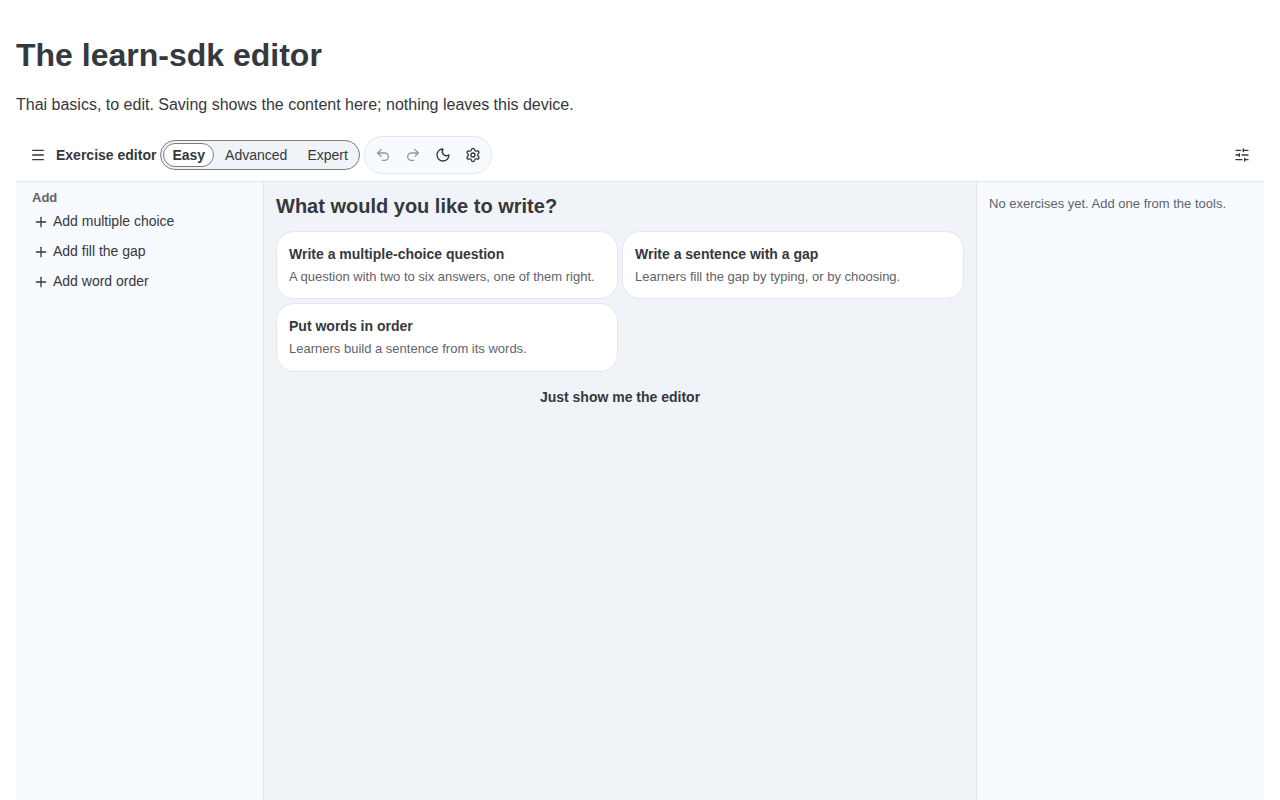 The learn-sdk editor
Thai basics, to edit. Saving shows the content here; nothing leaves this device.
Exercise editor Easy Advanced Expert
Add
Add multiple choice
Add fill the gap
Add word order
What would you like to write?
Write a multiple-choice question
A question with two to six answers, one of them right.
Write a sentence with a gap
Learners fill the gap by typing, or by choosing.
Put words in order
Learners build a sentence from its words.
Just show me the editor
No exercises yet. Add one from the tools.